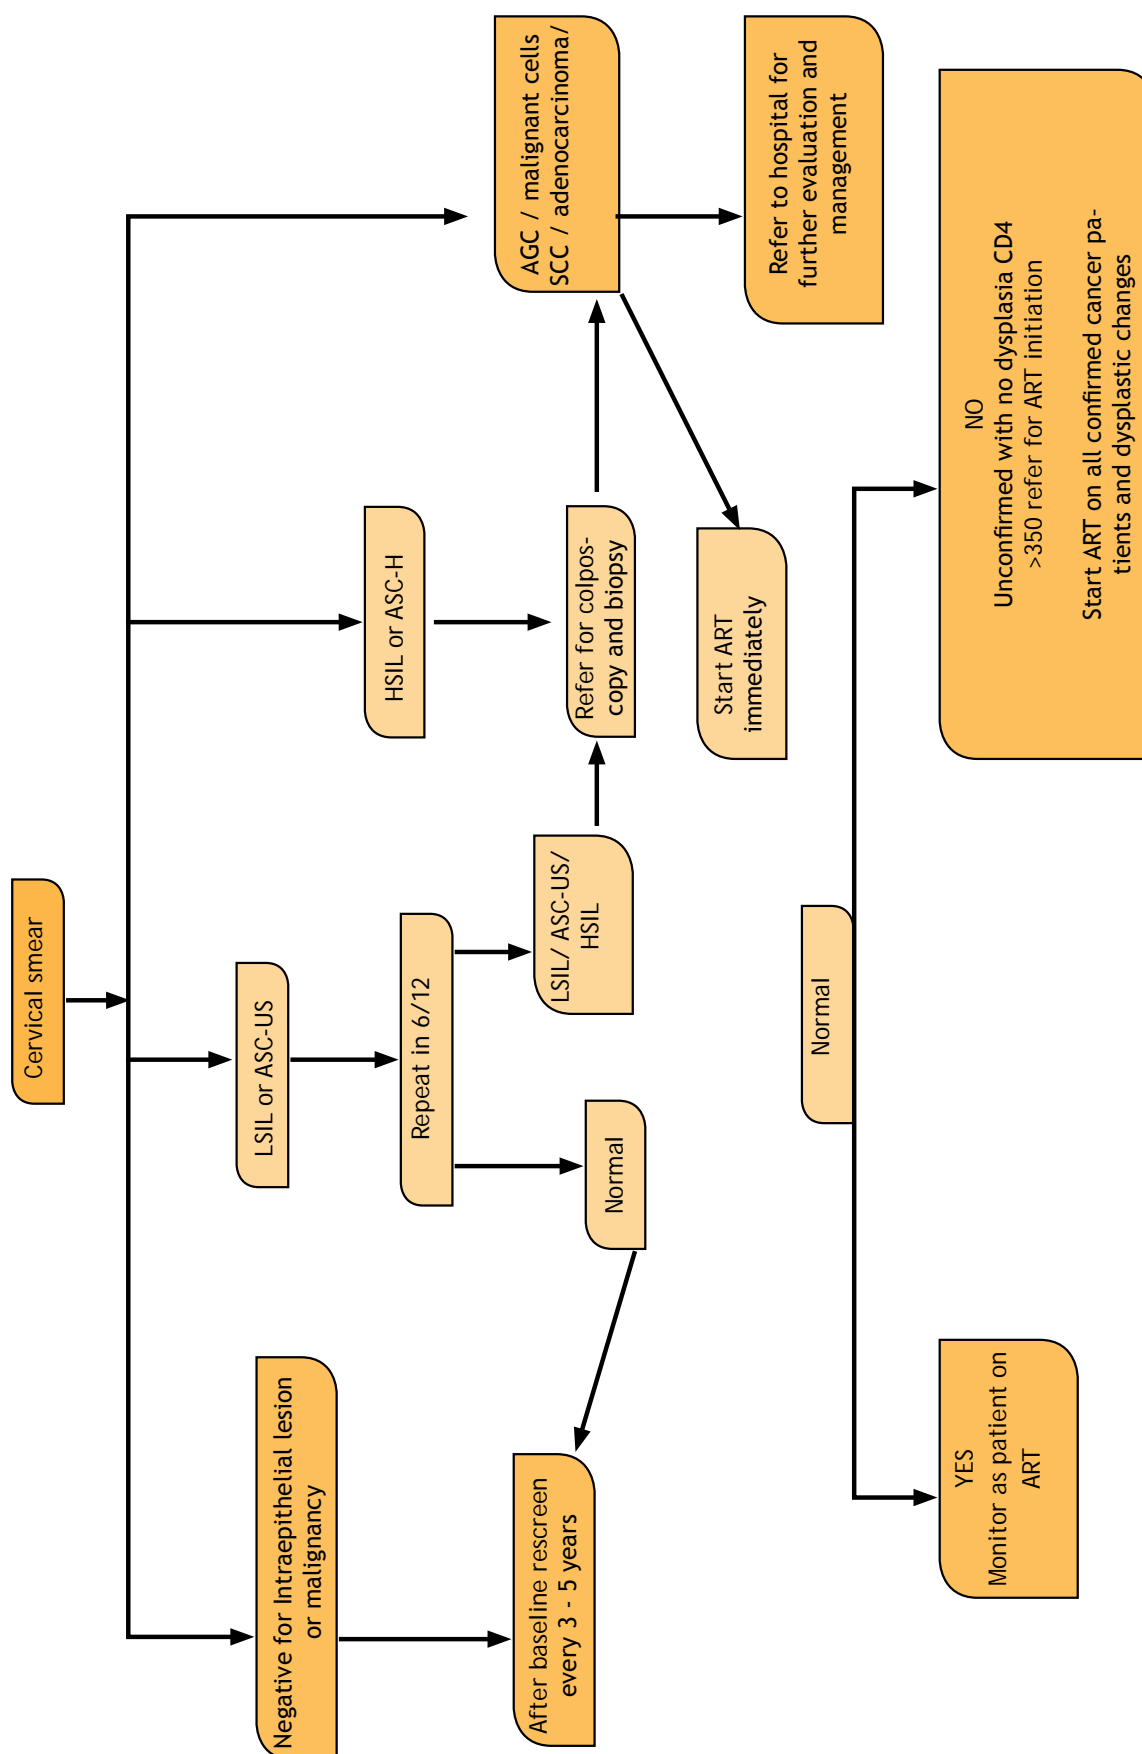 Cervical smear
Negative for Intraepithelial lesion
or malignancy
LSIL or ASC-US
HSIL or ASC-H
AGC / malignant cells
SCC / adenocarcinoma/
Repeat in 6/12
After baseline rescreen
every 3 - 5 years
Normal
LSIL/ ASC-US/
HSIL
Refer for colpos-
copy and biopsy
Start ART
immediately
Refer to hospital for
further evaluation and
management
Normal
YES
Monitor as patient on
ART
NO
Unconfirmed with no dysplasia CD4
>350 refer for ART initiation
Start ART on all confirmed cancer pa-
tients and dysplastic changes